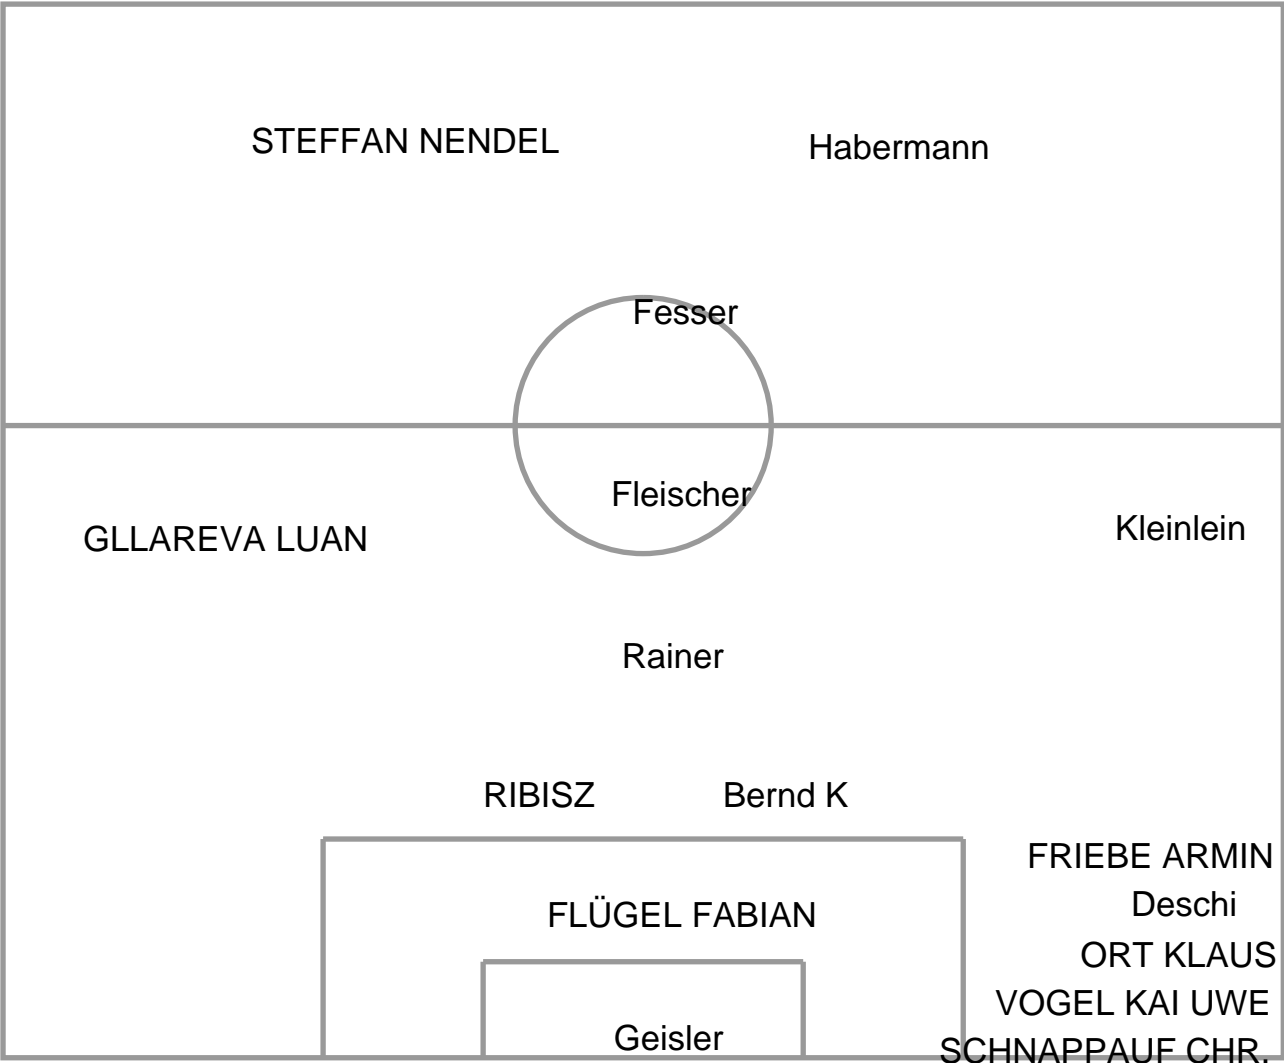 STEFFAN NENDEL
Habermann
Fesser
Fleischer
Kleinlein
GLLAREVA LUAN
Rainer
RIBISZ
Bernd K
FRIEBE ARMIN
Deschi
FLÜGEL FABIAN
ORT KLAUS
VOGEL KAI UWE
Geisler
SCHNAPPAUF CHR.